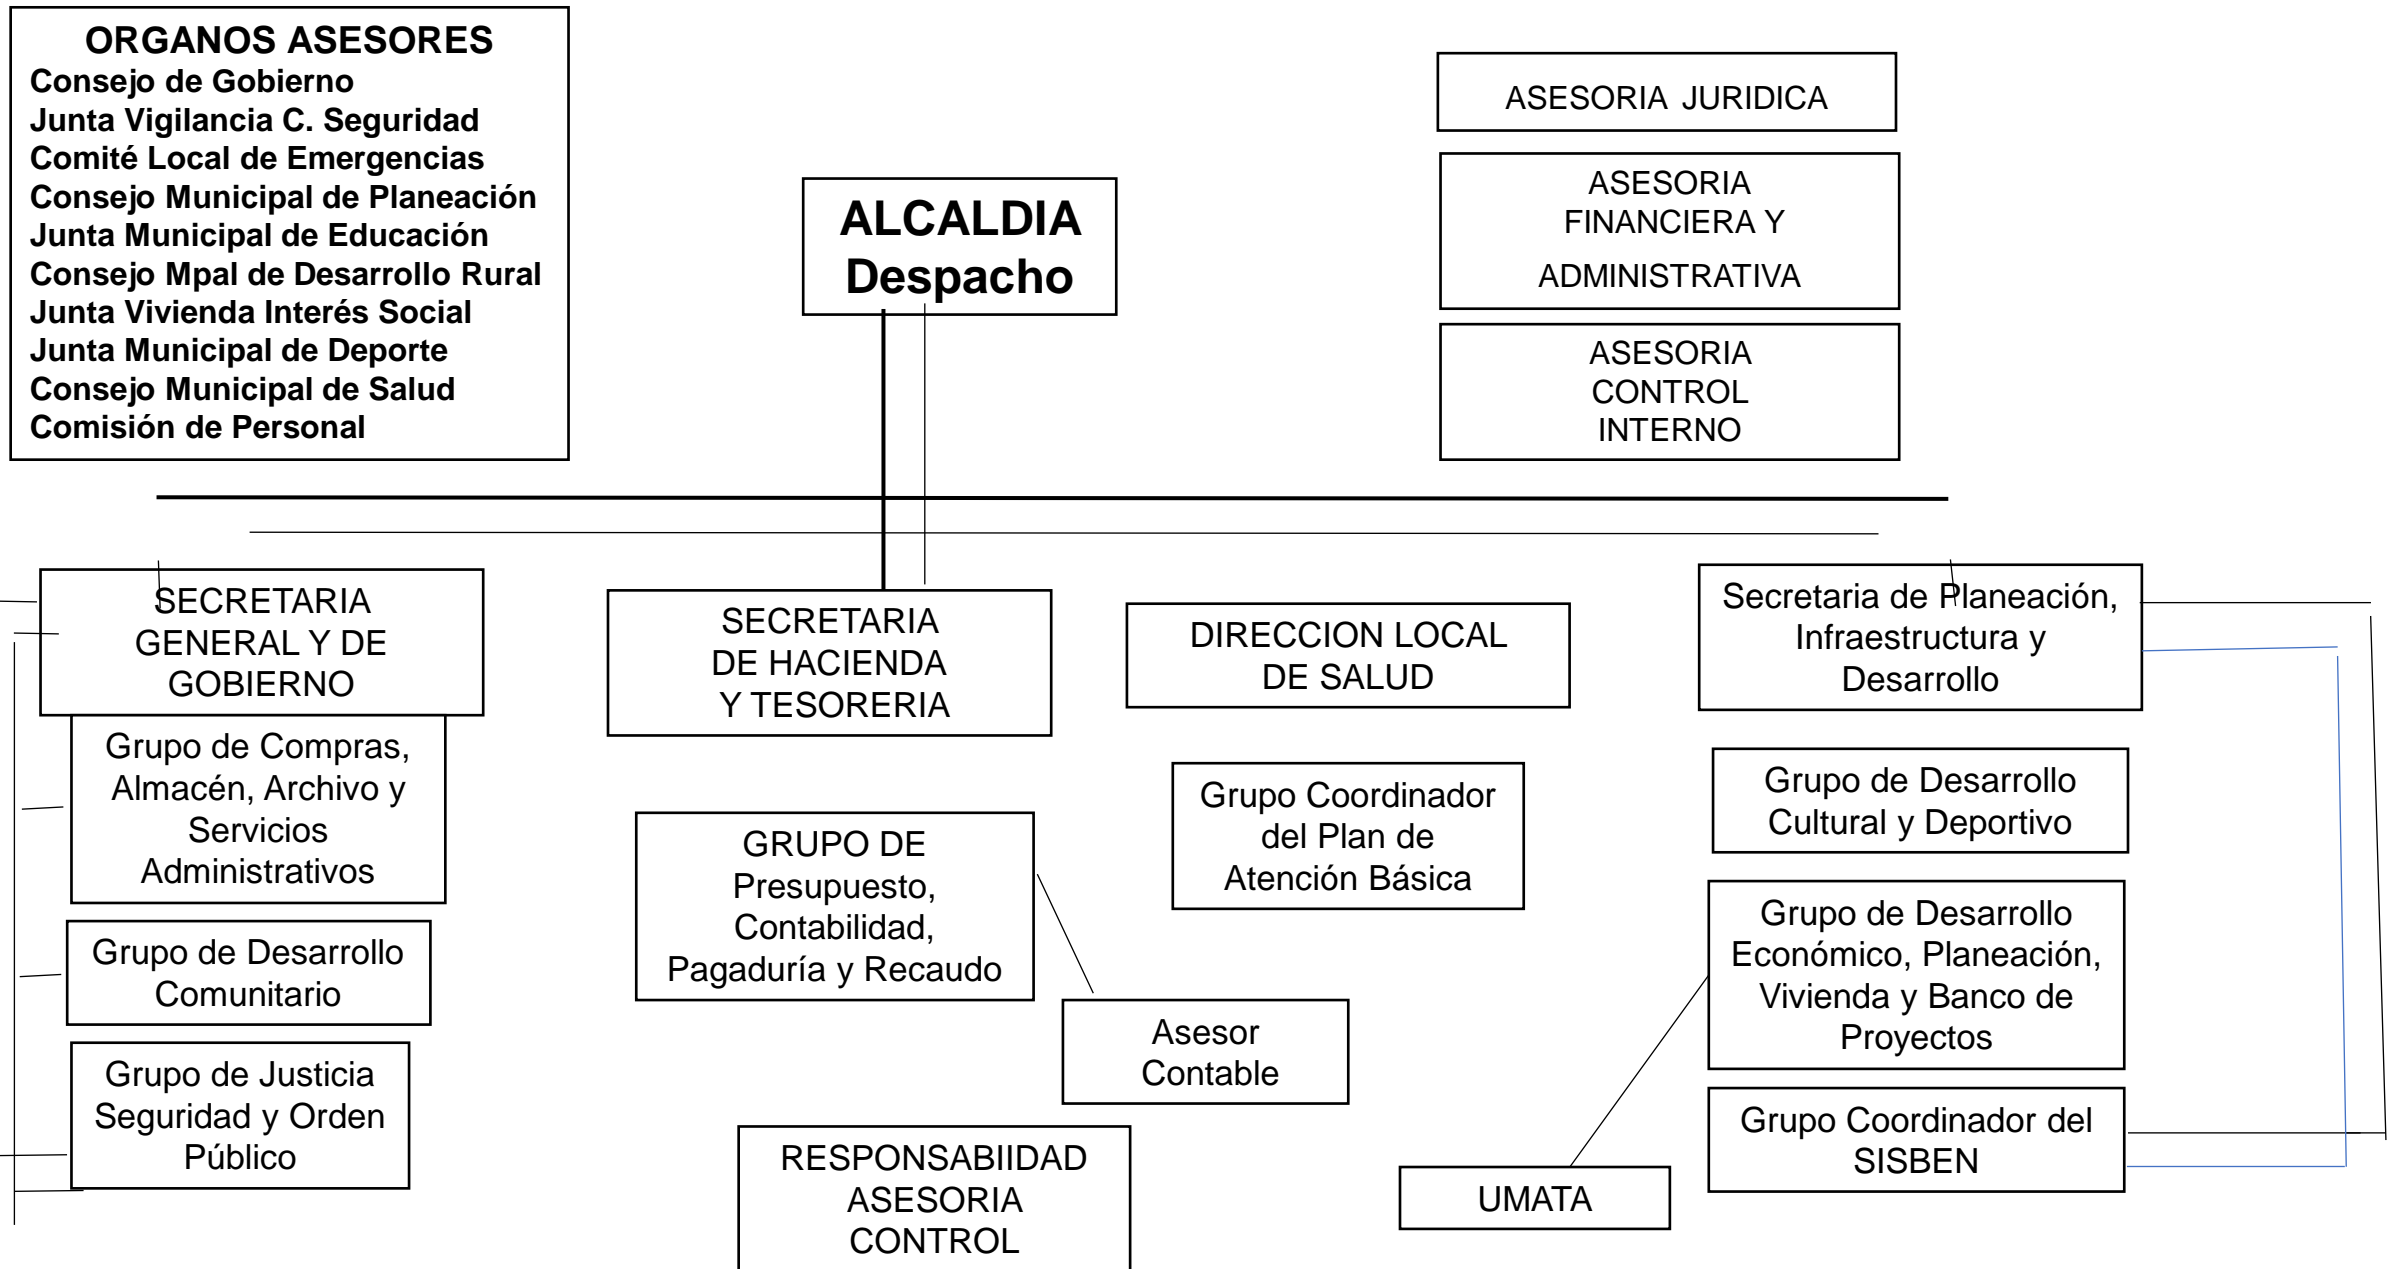 ORGANOS ASESORES
Consejo de Gobierno
Junta Vigilancia C. Seguridad
Comité Local de Emergencias
Consejo Municipal de Planeación
Junta Municipal de Educación
Consejo Mpal de Desarrollo Rural
Junta Vivienda Interés Social
Junta Municipal de Deporte
Consejo Municipal de Salud
Comisión de Personal
ALCALDIA
Despacho
ASESORIA JURIDICA
ASESORIA
FINANCIERA Y
ADMINISTRATIVA
ASESORIA
CONTROL
INTERNO
SECRETARIA
GENERAL Y DE
GOBIERNO
Grupo de Compras,
Almacén, Archivo y
Servicios
Administrativos
Grupo de Desarrollo
Comunitario
Grupo de Justicia
Seguridad y Orden
Público
SECRETARIA
DE HACIENDA
Y TESORERIA
GRUPO DE
Presupuesto,
Contabilidad,
Pagaduría y Recaudo
Asesor
Contable
RESPONSABIIDAD
ASESORIA
CONTROL
DIRECCION LOCAL
DE SALUD
Grupo Coordinador
del Plan de
Atención Básica
Secretaria de Planeación,
Infraestructura y
Desarrollo
Grupo de Desarrollo
Cultural y Deportivo
Grupo de Desarrollo
Económico, Planeación,
Vivienda y Banco de
Proyectos
Grupo Coordinador del
SISBEN
UMATA